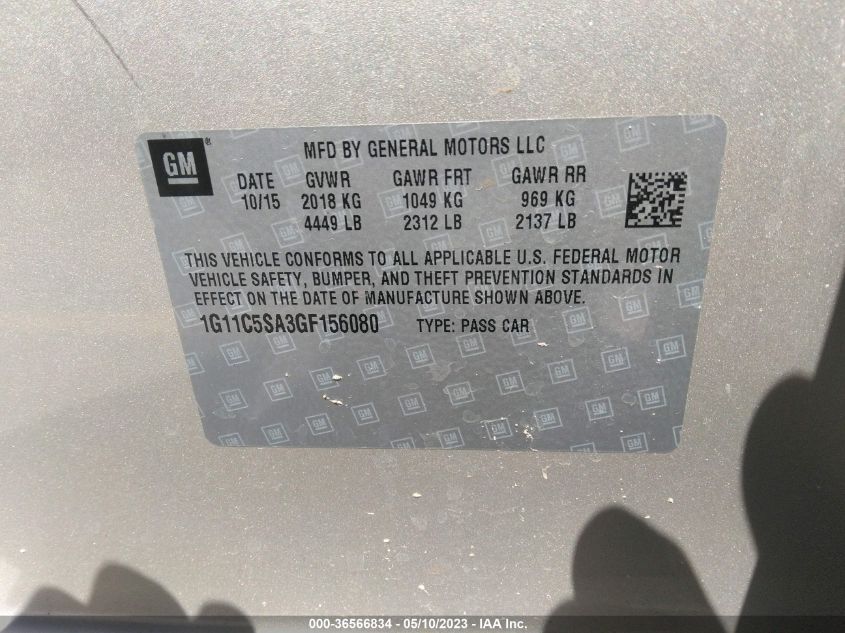 GM®
MFD BY GENERAL MOTORS LLC
DATE GVWR GAWR FRT GAWR RR
10/15 2018 KG 1049 KG 969 KG
4449 LB 2312 LB 2137 LB
THIS VEHICLE CONFORMS TO ALL APPLICABLE U.S. FEDERAL MOTOR
VEHICLE SAFETY, BUMPER, AND THEFT PREVENTION STANDARDS IN
EFFECT ON THE DATE OF MANUFACTURE SHOWN ABOVE.
1G11C5SA3GF156080 TYPE: PASS CAR
000-36566834 - 05/10/2023 - IAA Inc.